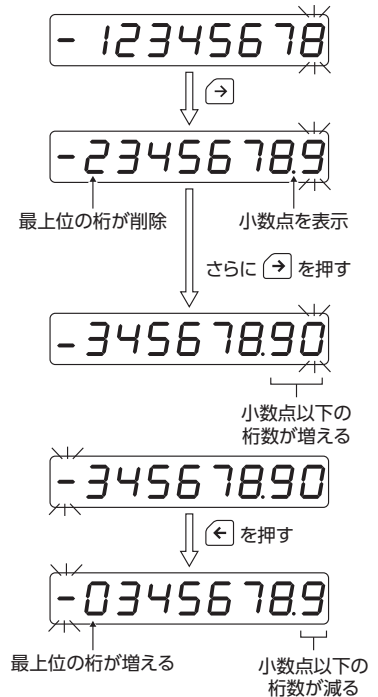 - 12345678
→
-2345678.9
最上位の桁が削除
小数点を表示
さらに → を押す
-345678.90
小数点以下の
桁数が増える
-345678.90
← を押す
-0345678.9
最上位の桁が増える
小数点以下の
桁数が減る